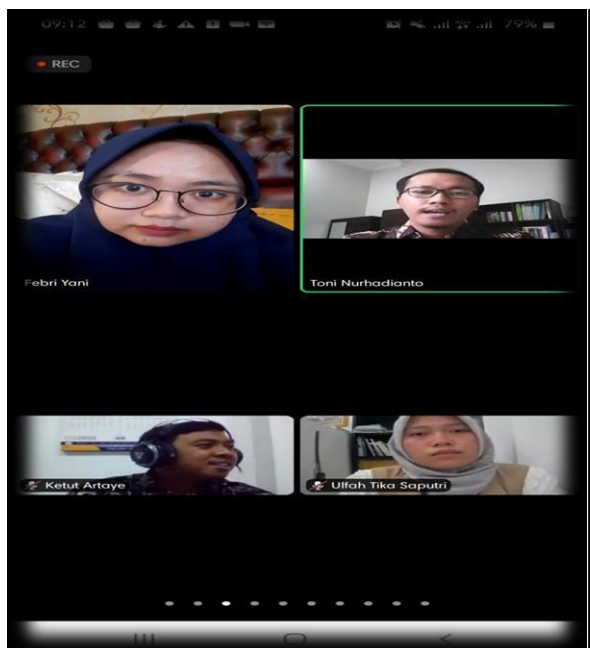 09:12 79%
REC
Febri Yani
Toni Nurhadianto
Ketut Artaye
Ulfah Tika Saputri